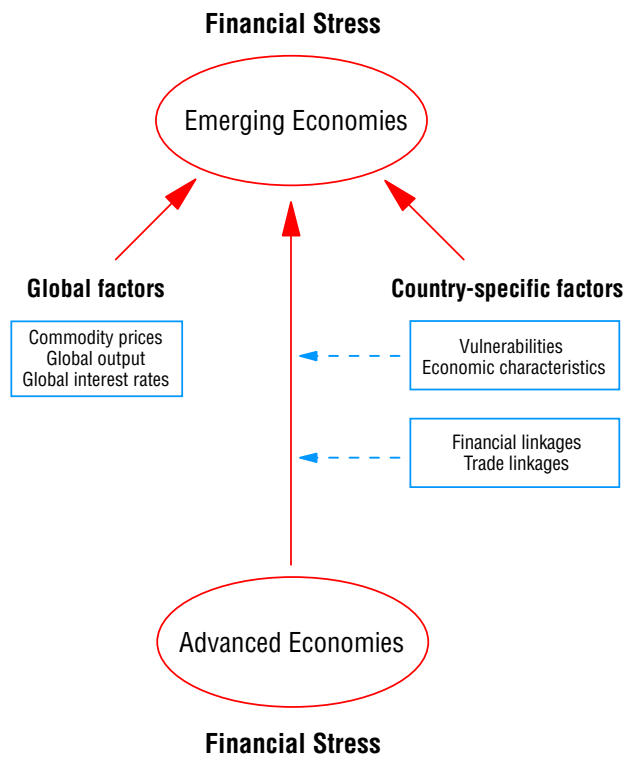 Financial Stress
Emerging Economies
Global factors
Commodity prices
Global output
Global interest rates
Country-specific factors
Vulnerabilities
Economic characteristics
Financial linkages
Trade linkages
Advanced Economies
Financial Stress